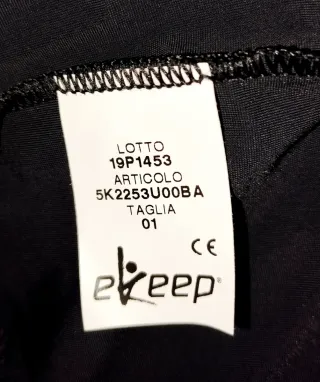 LOTTO
19P1453
ARTICOLO
5K2253U00BA
TAGLIA
01
CE
eKeep®